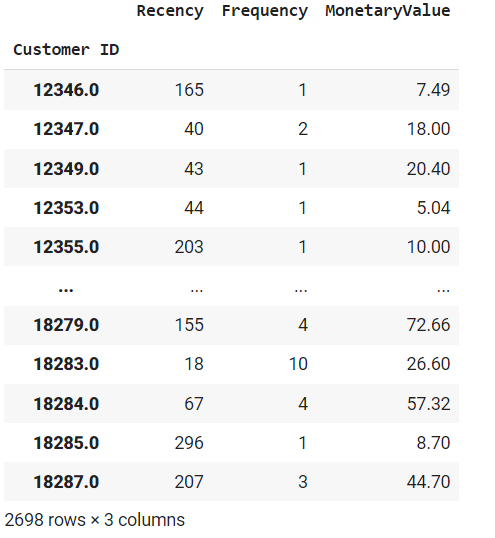 Recency Frequency MonetaryValue
Customer ID
12346.0 165 1 7.49
12347.0 40 2 18.00
12349.0 43 1 20.40
12353.0 44 1 5.04
12355.0 203 1 10.00
... ... ... ...
18279.0 155 4 72.66
18283.0 18 10 26.60
18284.0 67 4 57.32
18285.0 296 1 8.70
18287.0 207 3 44.70
2698 rows × 3 columns